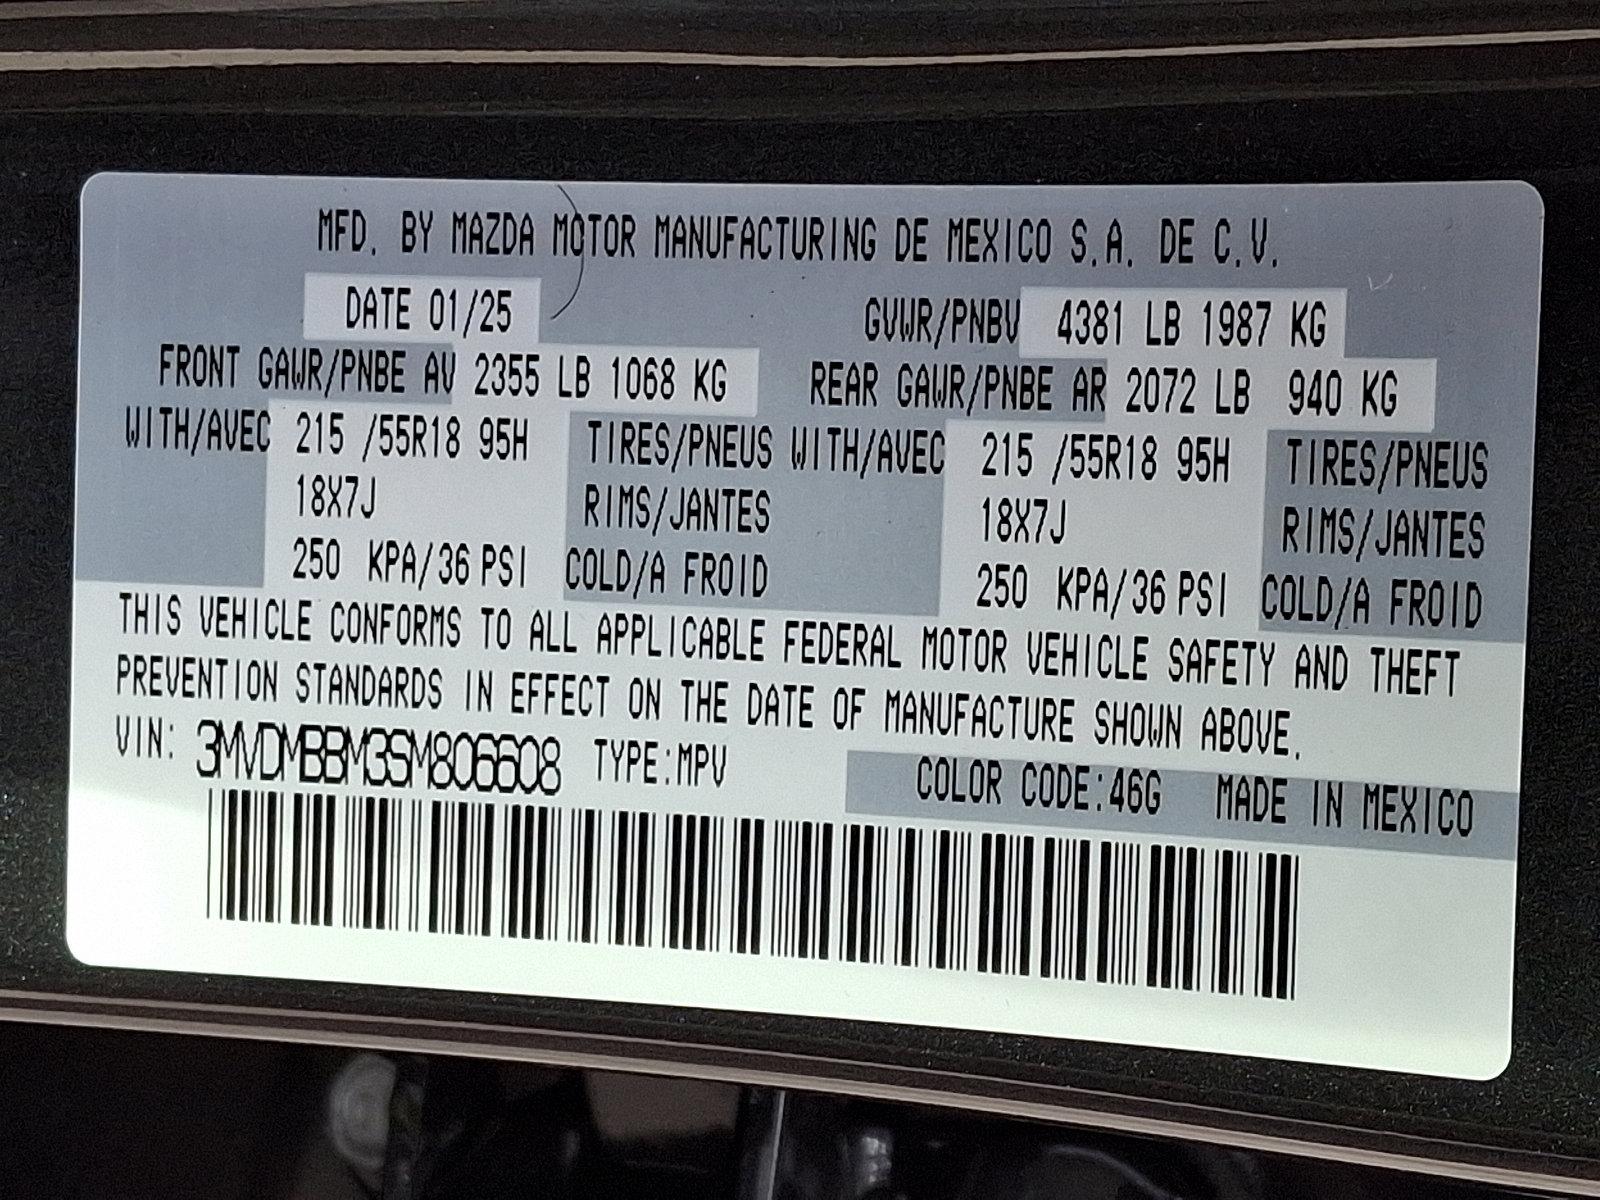 MFD. BY MAZDA MOTOR MANUFACTURING DE MEXICO S.A. DE C.V.
DATE 01/25 GVWR/PNBV 4381 LB 1987 KG
FRONT GAWR/PNBE AV 2355 LB 1068 KG REAR GAWR/PNBE AR 2072 LB 940 KG
WITH/AVEC 215 /55R18 95H TIRES/PNEUS WITH/AVEC 215 /55R18 95H TIRES/PNEUS
18X7J RIMS/JANTES 18X7J RIMS/JANTES
250 KPA/36 PSI COLD/A FROID 250 KPA/36 PSI COLD/A FROID
THIS VEHICLE CONFORMS TO ALL APPLICABLE FEDERAL MOTOR VEHICLE SAFETY AND THEFT
PREVENTION STANDARDS IN EFFECT ON THE DATE OF MANUFACTURE SHOWN ABOVE.
VIN: 3MVDMBBM3SM806608 TYPE:MPV COLOR CODE:46G MADE IN MEXICO